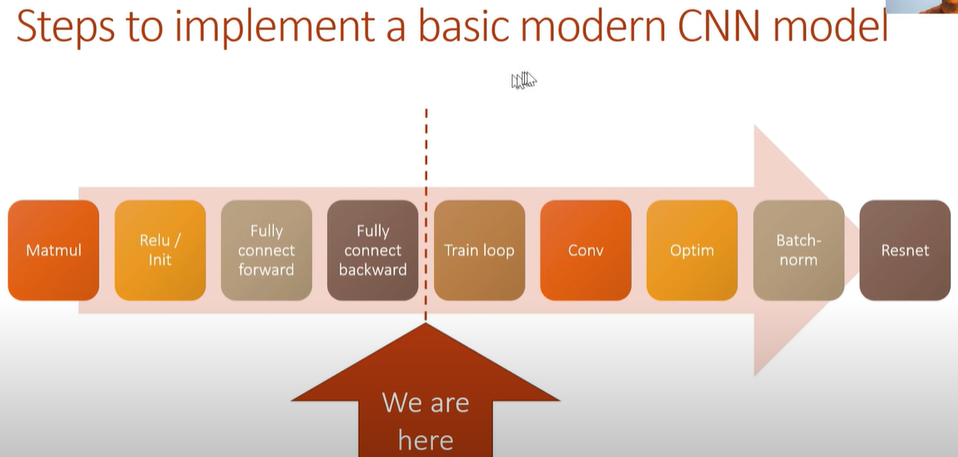 Steps to implement a basic modern CNN model
Matmul
Relu /
Init
Fully
connect
forward
Fully
connect
backward
Train loop
Conv
Optim
Batch-
norm
Resnet
We are
here